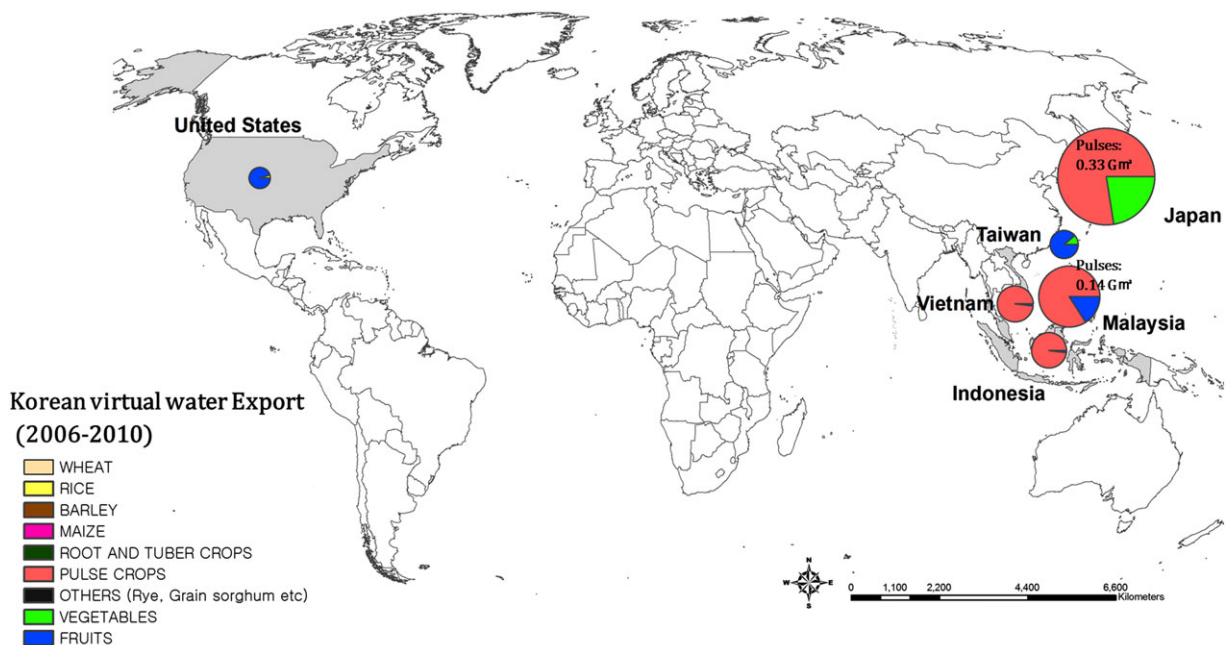 United States
Pulses:
0.33 G㎥
Japan
Taiwan
Pulses:
0.14 G㎥
Vietnam
Malaysia
Indonesia
Korean virtual water Export
(2006-2010)
WHEAT
RICE
BARLEY
MAIZE
ROOT AND TUBER CROPS
PULSE CROPS
OTHERS (Rye, Grain sorghum etc)
VEGETABLES
FRUITS
N
W E
S
0 1,100 2,200 4,400 6,600
Kilometers